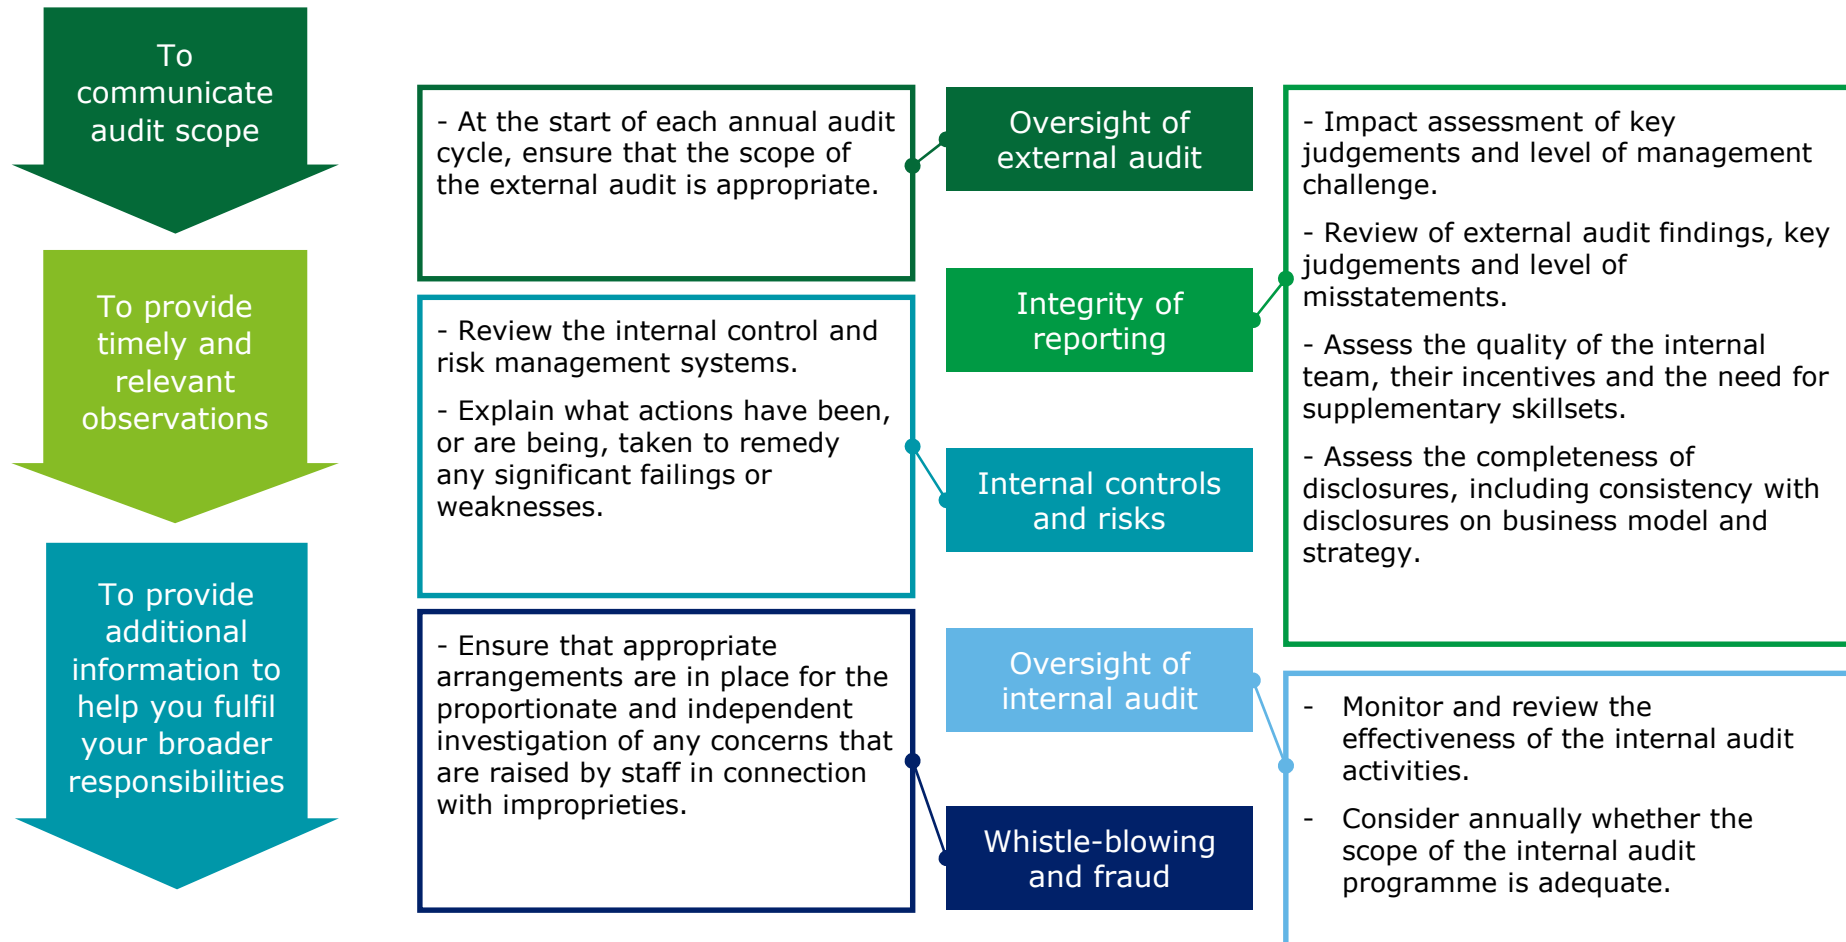 To
communicate
audit scope
To provide
timely and
relevant
observations
To provide
additional
information to
help you fulfil
your broader
responsibilities
- At the start of each annual audit
cycle, ensure that the scope of
the external audit is appropriate.
- Review the internal control and
risk management systems.
- Explain what actions have been,
or are being, taken to remedy
any significant failings or
weaknesses.
- Ensure that appropriate
arrangements are in place for the
proportionate and independent
investigation of any concerns that
are raised by staff in connection
with improprieties.
Oversight of
external audit
Integrity of
reporting
Internal controls
and risks
Oversight of
internal audit
Whistle-blowing
and fraud
- Impact assessment of key
judgements and level of management
challenge.
- Review of external audit findings, key
judgements and level of
misstatements.
- Assess the quality of the internal
team, their incentives and the need for
supplementary skillsets.
- Assess the completeness of
disclosures, including consistency with
disclosures on business model and
strategy.
- Monitor and review the
effectiveness of the internal audit
activities.
- Consider annually whether the
scope of the internal audit
programme is adequate.